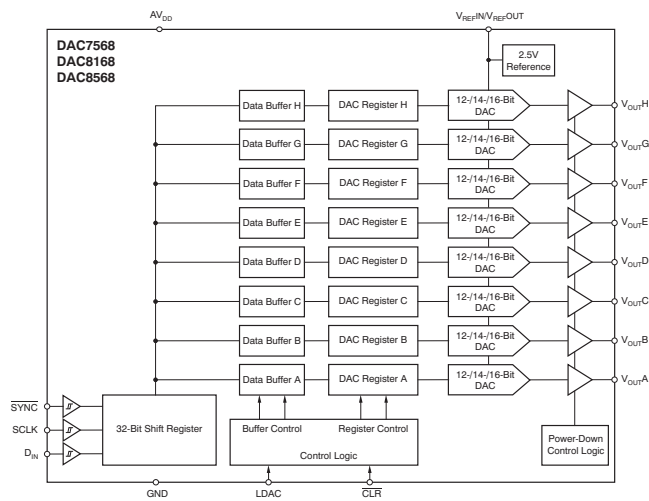 AVDD
VREFIN/VREFOUT
DAC7568
DAC8168
DAC8568
2.5V
Reference
Data Buffer H
DAC Register H
12-/14-/16-Bit
DAC
VOUTH
Data Buffer G
DAC Register G
12-/14-/16-Bit
DAC
VOUTG
Data Buffer F
DAC Register F
12-/14-/16-Bit
DAC
VOUTF
Data Buffer E
DAC Register E
12-/14-/16-Bit
DAC
VOUTE
Data Buffer D
DAC Register D
12-/14-/16-Bit
DAC
VOUTD
Data Buffer C
DAC Register C
12-/14-/16-Bit
DAC
VOUTC
Data Buffer B
DAC Register B
12-/14-/16-Bit
DAC
VOUTB
Data Buffer A
DAC Register A
12-/14-/16-Bit
DAC
VOUTA
SYNC
SCLK
DIN
32-Bit Shift Register
Buffer Control
Register Control
Control Logic
Power-Down
Control Logic
GND
LDAC
CLR